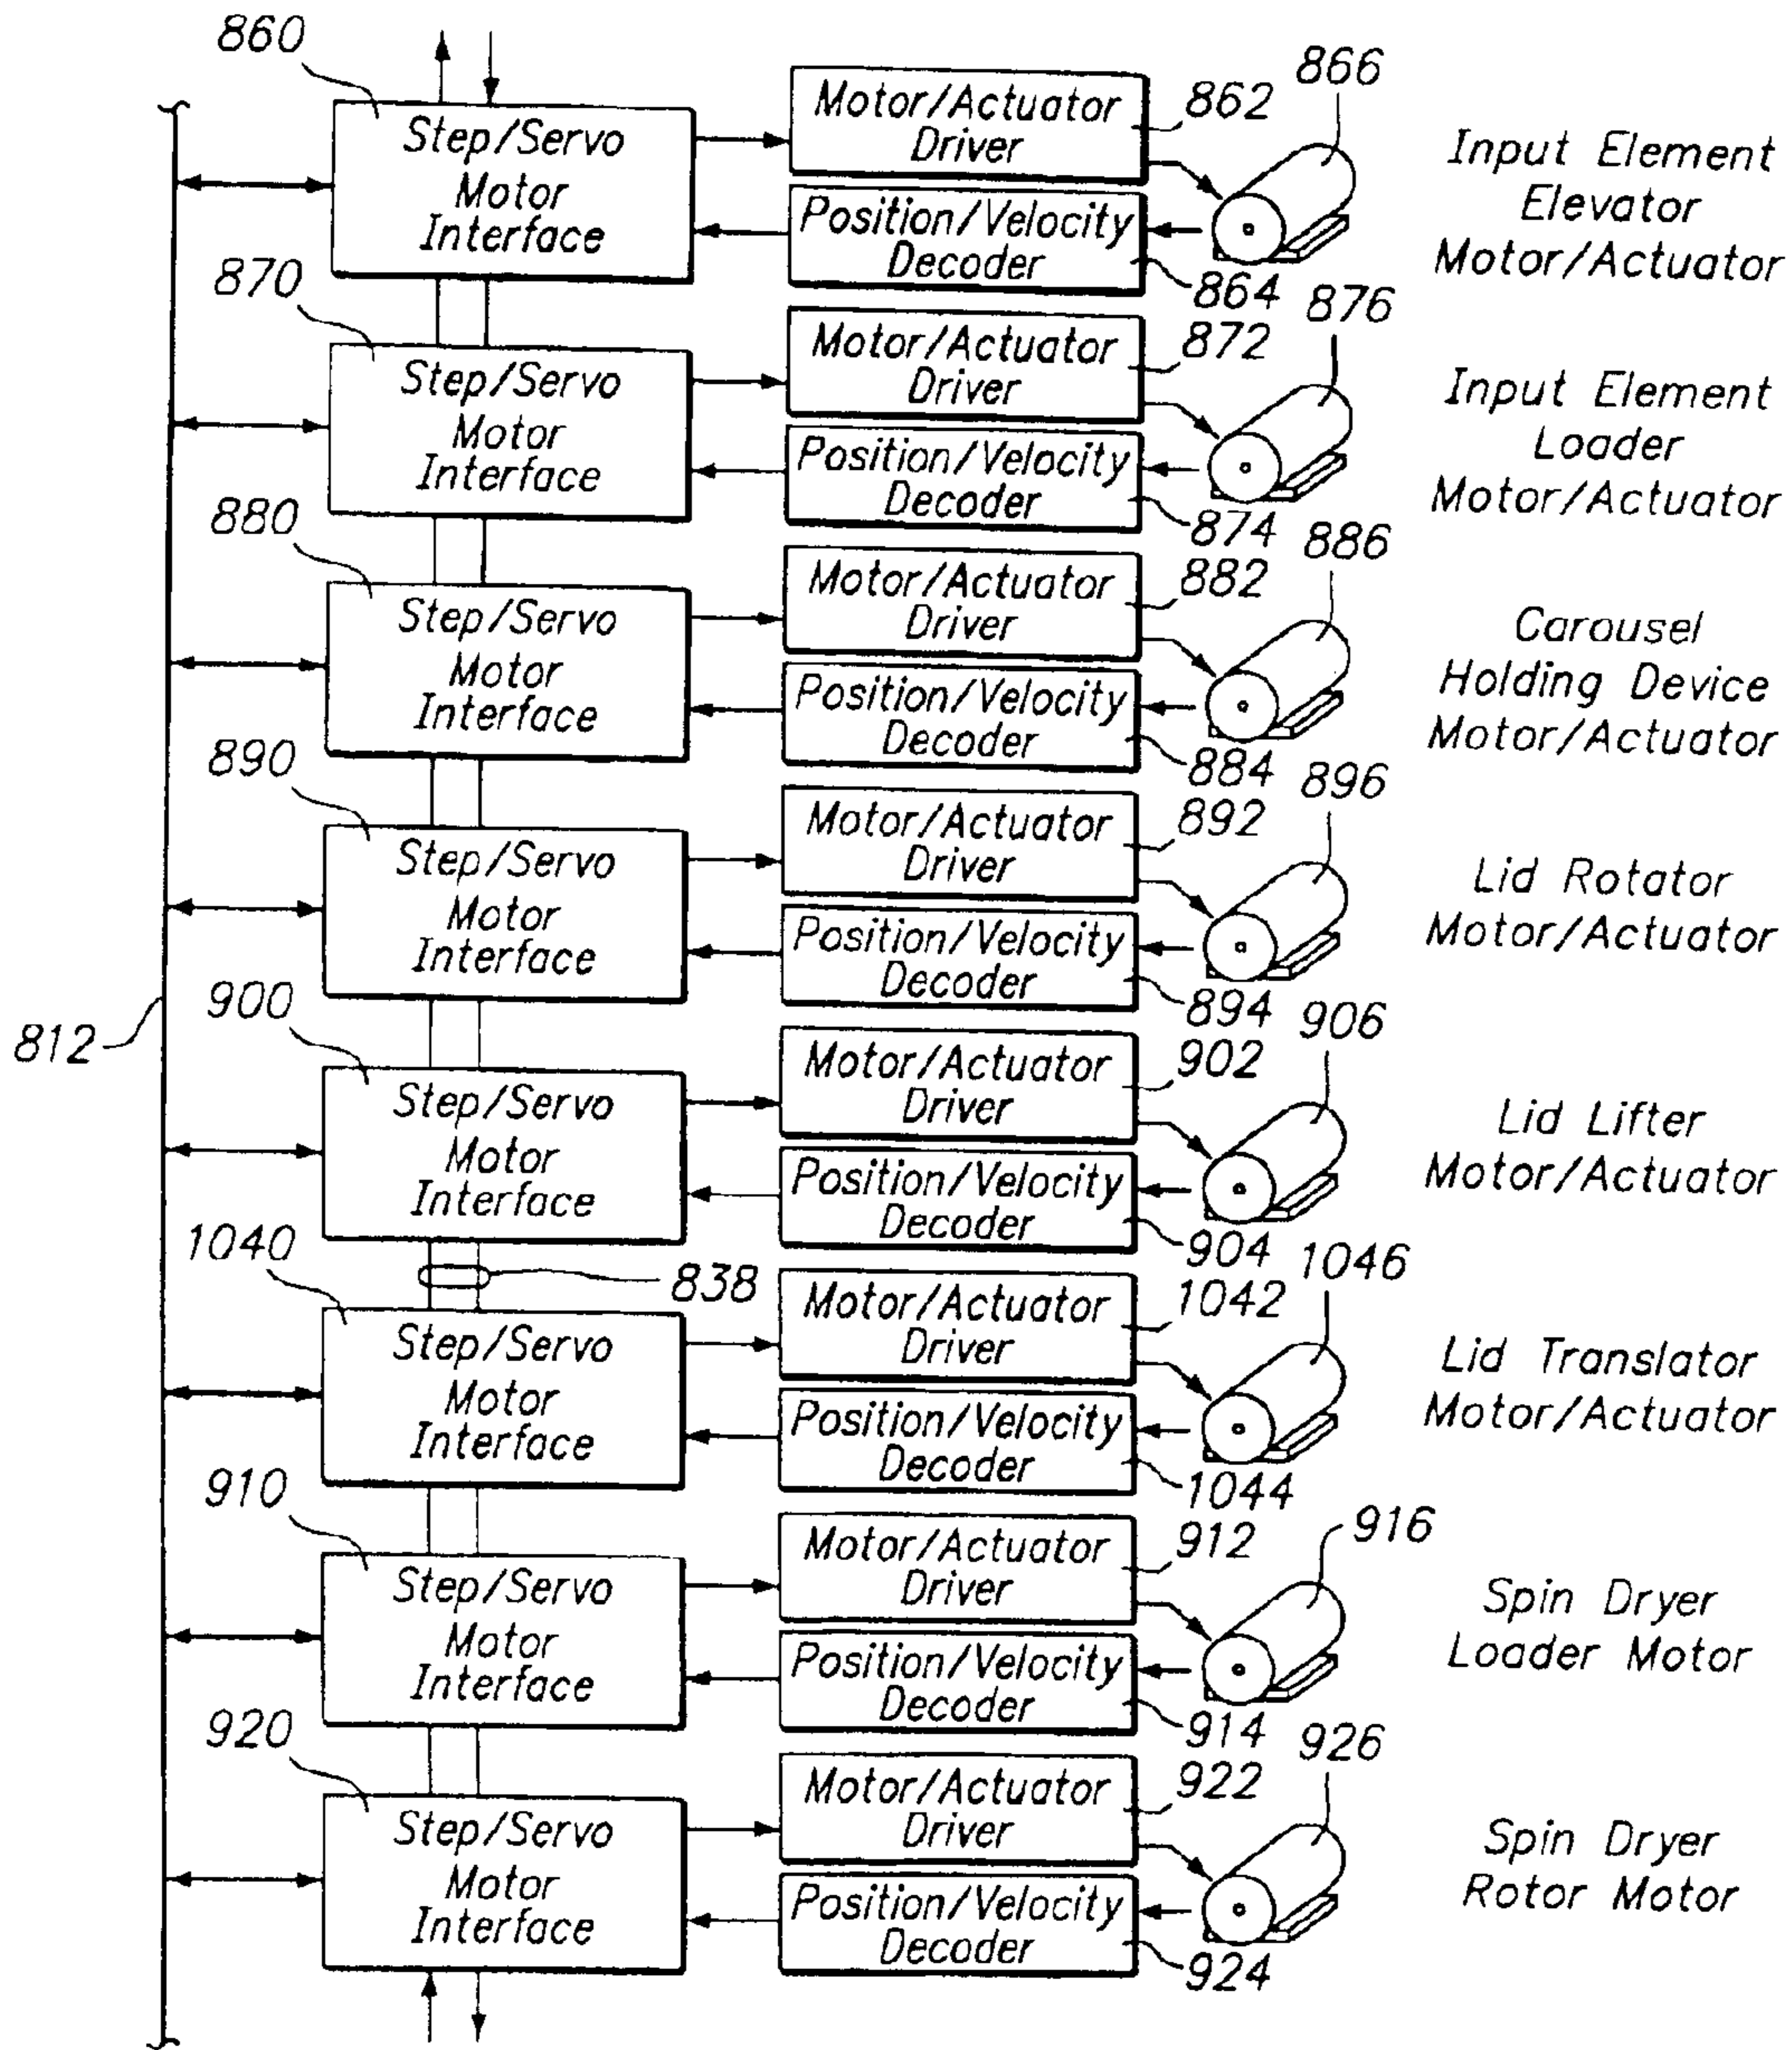 860
866
Step/Servo
Motor
Interface
Motor/Actuator
Driver
862
Position/Velocity
Decoder
864
Input Element
Elevator
Motor/Actuator
870
876
Step/Servo
Motor
Interface
Motor/Actuator
Driver
872
Position/Velocity
Decoder
874
Input Element
Loader
Motor/Actuator
880
886
Step/Servo
Motor
Interface
Motor/Actuator
Driver
882
Position/Velocity
Decoder
884
Carousel
Holding Device
Motor/Actuator
890
896
Step/Servo
Motor
Interface
Motor/Actuator
Driver
892
Position/Velocity
Decoder
894
Lid Rotator
Motor/Actuator
812
900
906
Step/Servo
Motor
Interface
Motor/Actuator
Driver
902
Position/Velocity
Decoder
904
Lid Lifter
Motor/Actuator
1040
838
1046
Step/Servo
Motor
Interface
Motor/Actuator
Driver
1042
Position/Velocity
Decoder
1044
Lid Translator
Motor/Actuator
910
916
Step/Servo
Motor
Interface
Motor/Actuator
Driver
912
Position/Velocity
Decoder
914
Spin Dryer
Loader Motor
920
926
Step/Servo
Motor
Interface
Motor/Actuator
Driver
922
Position/Velocity
Decoder
924
Spin Dryer
Rotor Motor